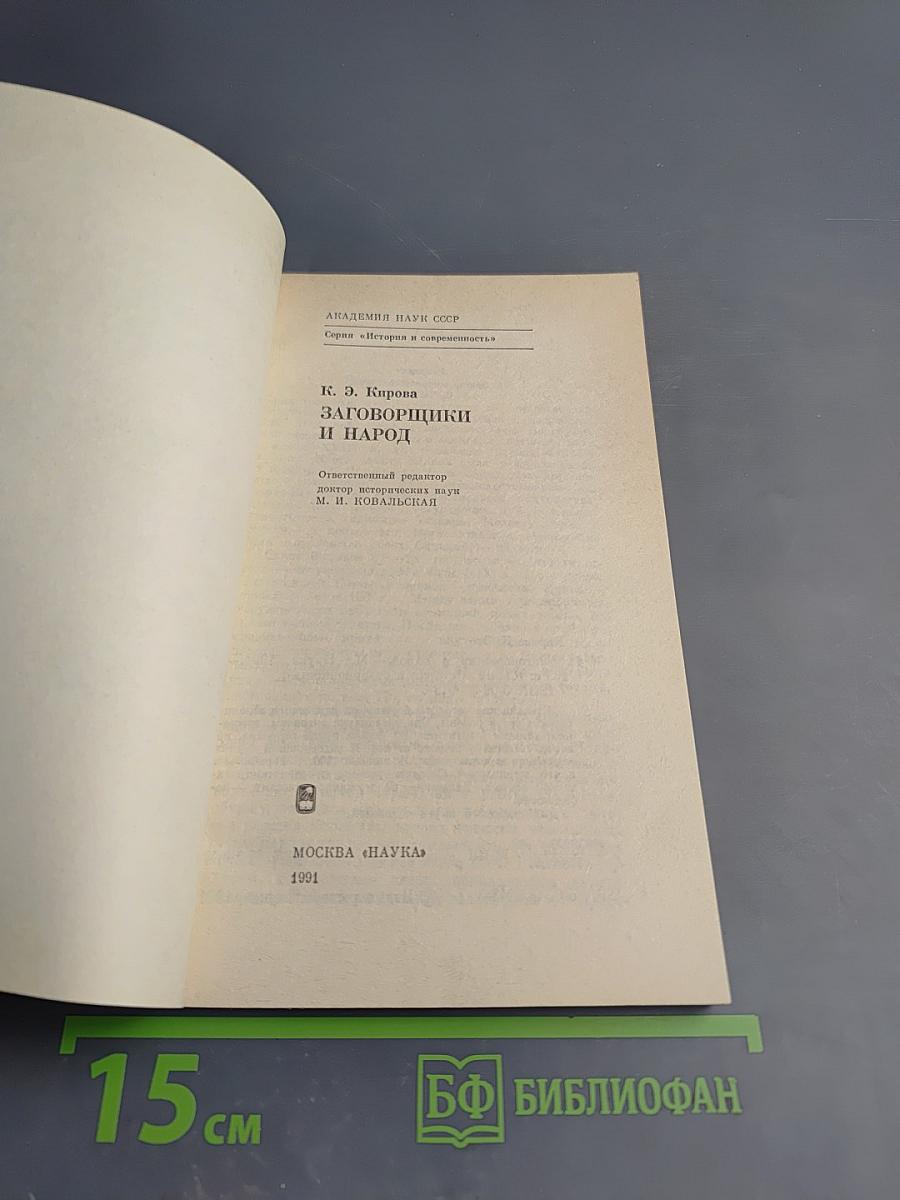 АКАДЕМИЯ НАУК СССР
Серия «История и современность»
К. Э. Кирова
ЗАГОВОРЩИКИ
И НАРОД
Ответственный редактор
доктор исторических наук
М. И. КОВАЛЬСКАЯ
МОСКВА «НАУКА»
1991
15 см
БФ БИБЛИОФАН